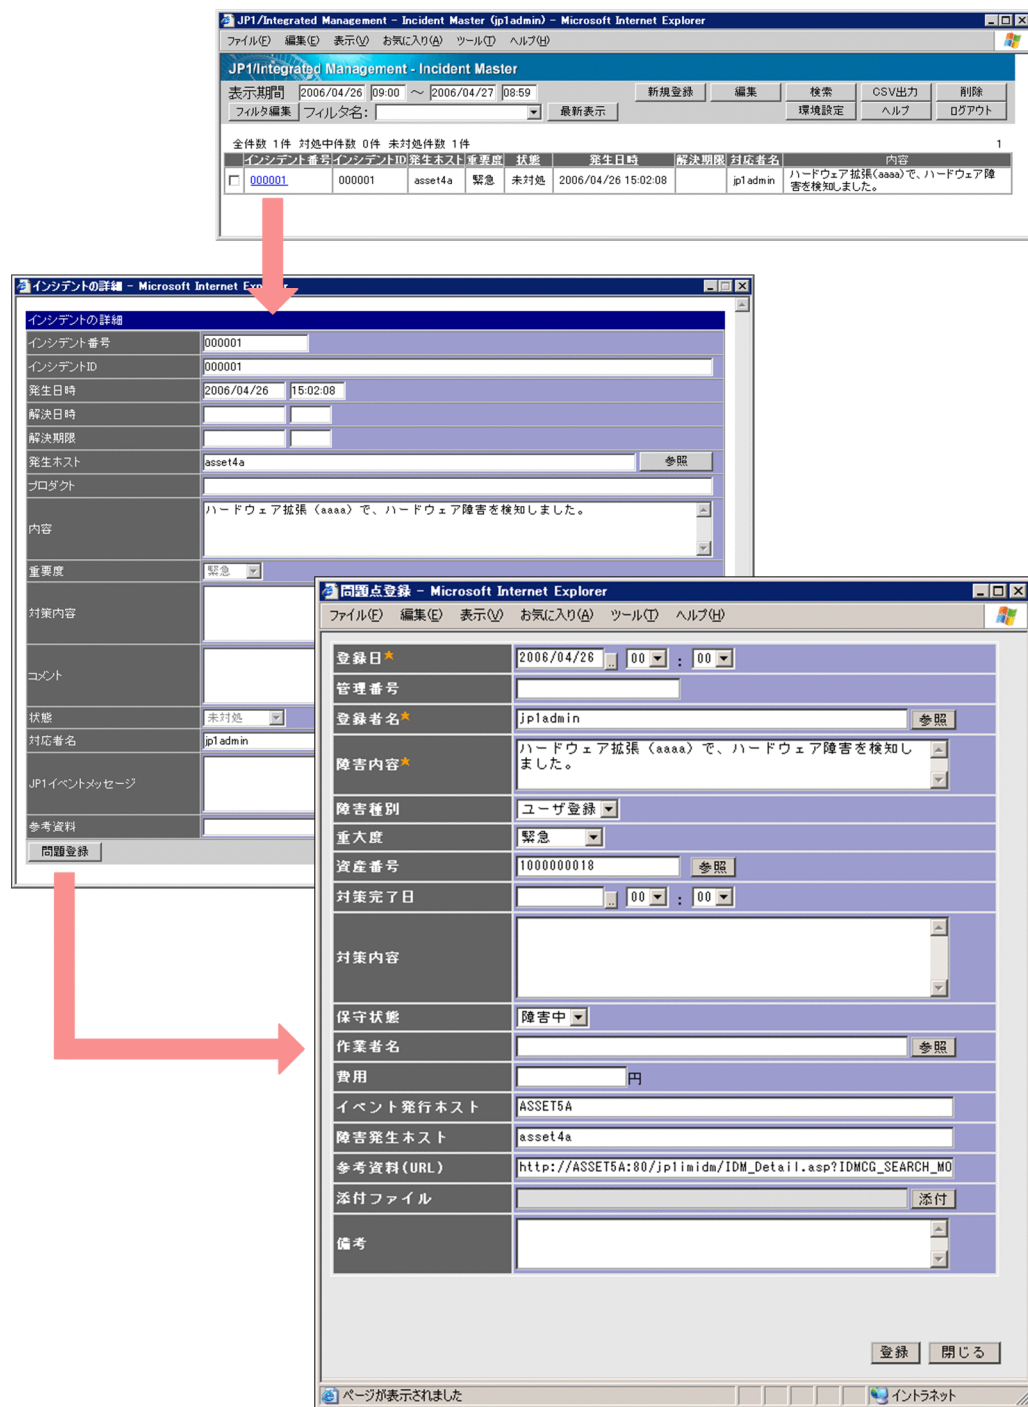 JP1/Integrated Management - Incident Master (jp1admin) - Microsoft Internet Explorer
ファイル(F) 編集(E) 表示(V) お気に入り(A) ツール(T) ヘルプ(H)
JP1/Integrated Management - Incident Master
表示期間 2006/04/26 09:00 ～ 2006/04/27 08:59 新規登録 編集 検索 CSV出力 削除
フィルタ編集 フィルタ名: 最新表示 環境設定 ヘルプ ログアウト
全件数 1件 対処中件数 0件 未対処件数 1件 1
インシデント番号 インシデントID 発生ホスト 重要度 状態 発生日時 解決期限 対応者名 内容
000001 000001 asset4a 緊急 未対処 2006/04/26 15:02:08 jp1admin ハードウェア拡張(aaaa)で、ハードウェア障
害を検知しました。
インシデントの詳細 - Microsoft Internet Explorer
インシデントの詳細
インシデント番号 000001
インシデントID 000001
発生日時 2006/04/26 15:02:08
解決日時
解決期限
発生ホスト asset4a 参照
プロダクト
内容 ハードウェア拡張（aaaa）で、ハードウェア障害を検知しました。
重要度 緊急
対策内容
コメント
状態 未対処
対応者名 jp1admin
JP1イベントメッセージ
参考資料
問題登録
問題点登録 - Microsoft Internet Explorer
ファイル(F) 編集(E) 表示(V) お気に入り(A) ツール(T) ヘルプ(H)
登録日★ 2006/04/26 .. 00 : 00
管理番号
登録者名★ jp1admin 参照
障害内容★ ハードウェア拡張（aaaa）で、ハードウェア障害を検知し
ました。
障害種別 ユーザ登録
重大度 緊急
資産番号 1000000018 参照
対策完了日 .. 00 : 00
対策内容
保守状態 障害中
作業者名 参照
費用 円
イベント発行ホスト ASSET5A
障害発生ホスト asset4a
参考資料(URL) http://ASSET5A:80/jp1imidm/IDM_Detail.asp?IDMCG_SEARCH_MO
添付ファイル 添付
備考
登録 閉じる
ページが表示されました イントラネット